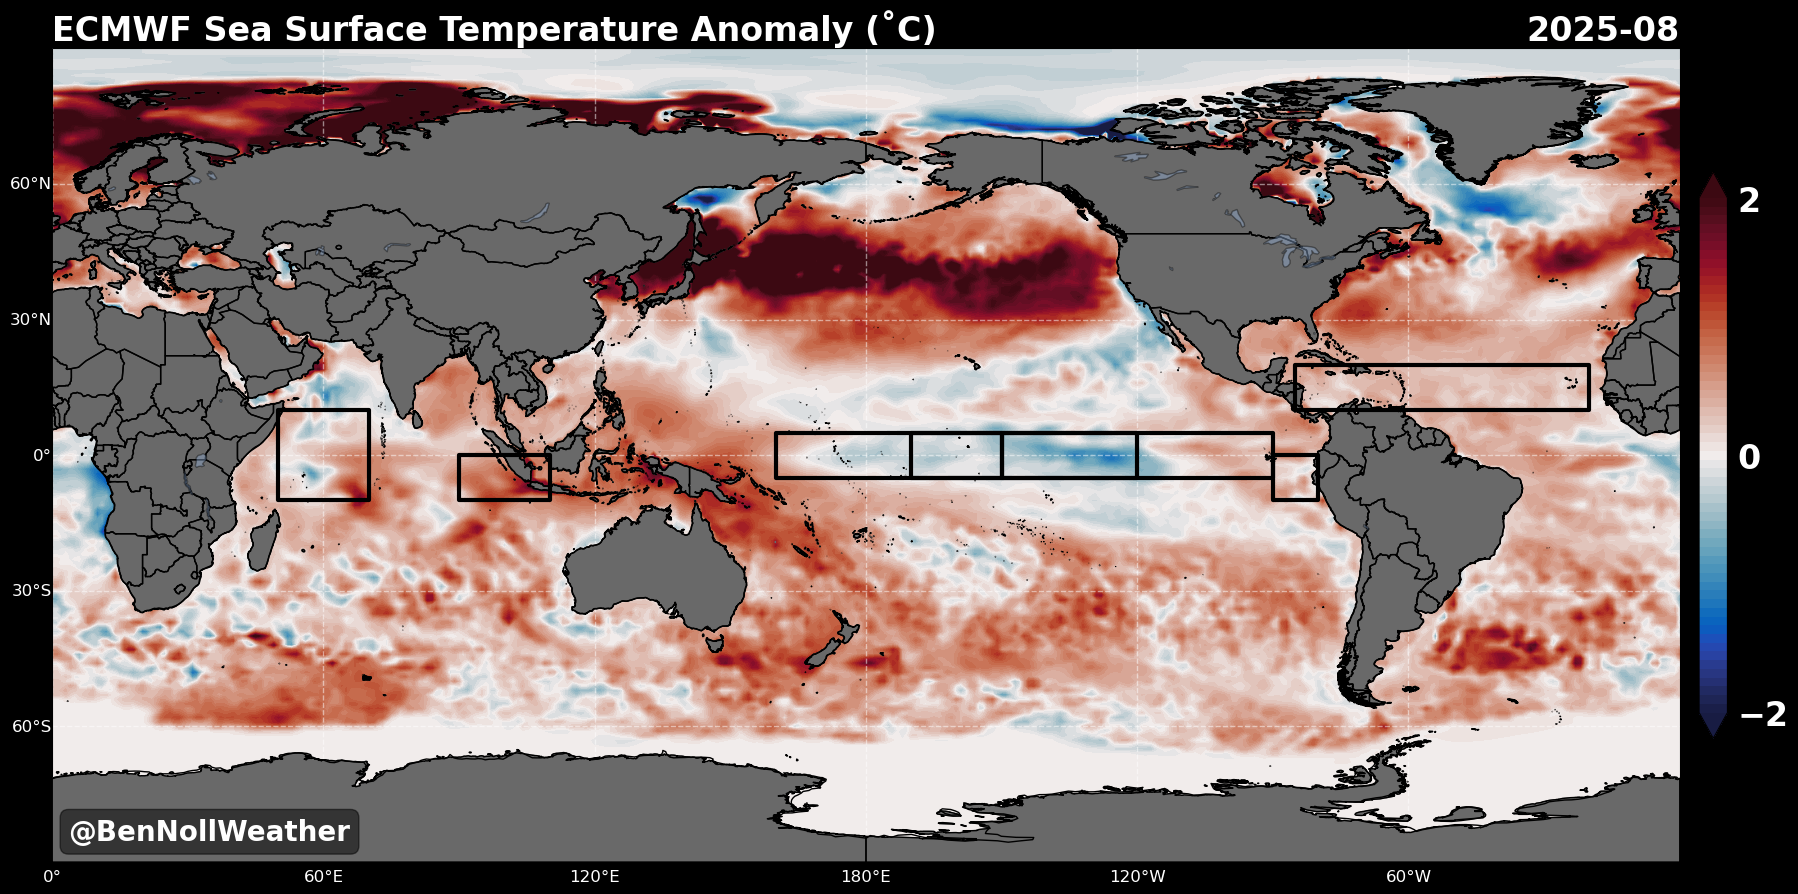 ECMWF Sea Surface Temperature Anomaly (˚C)
2025-08
60°N
30°N
0°
30°S
60°S
2
0
−2
@BenNollWeather
0°
60°E
120°E
180°E
120°W
60°W